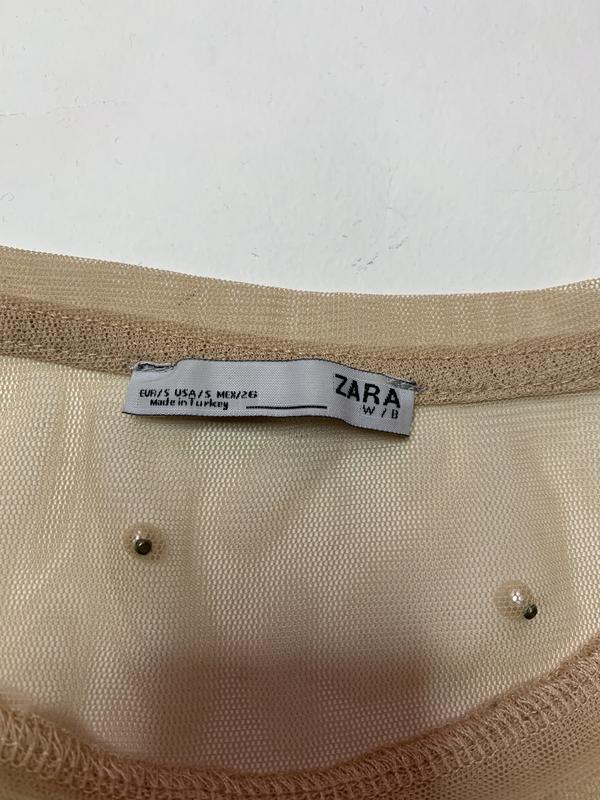 EUR/S USA/S MEX/26
Made in Turkey
ZARA
W / B